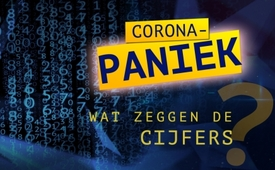 CORONA-
PANIEK
WAT ZEGGEN DE
CIJFERS
?